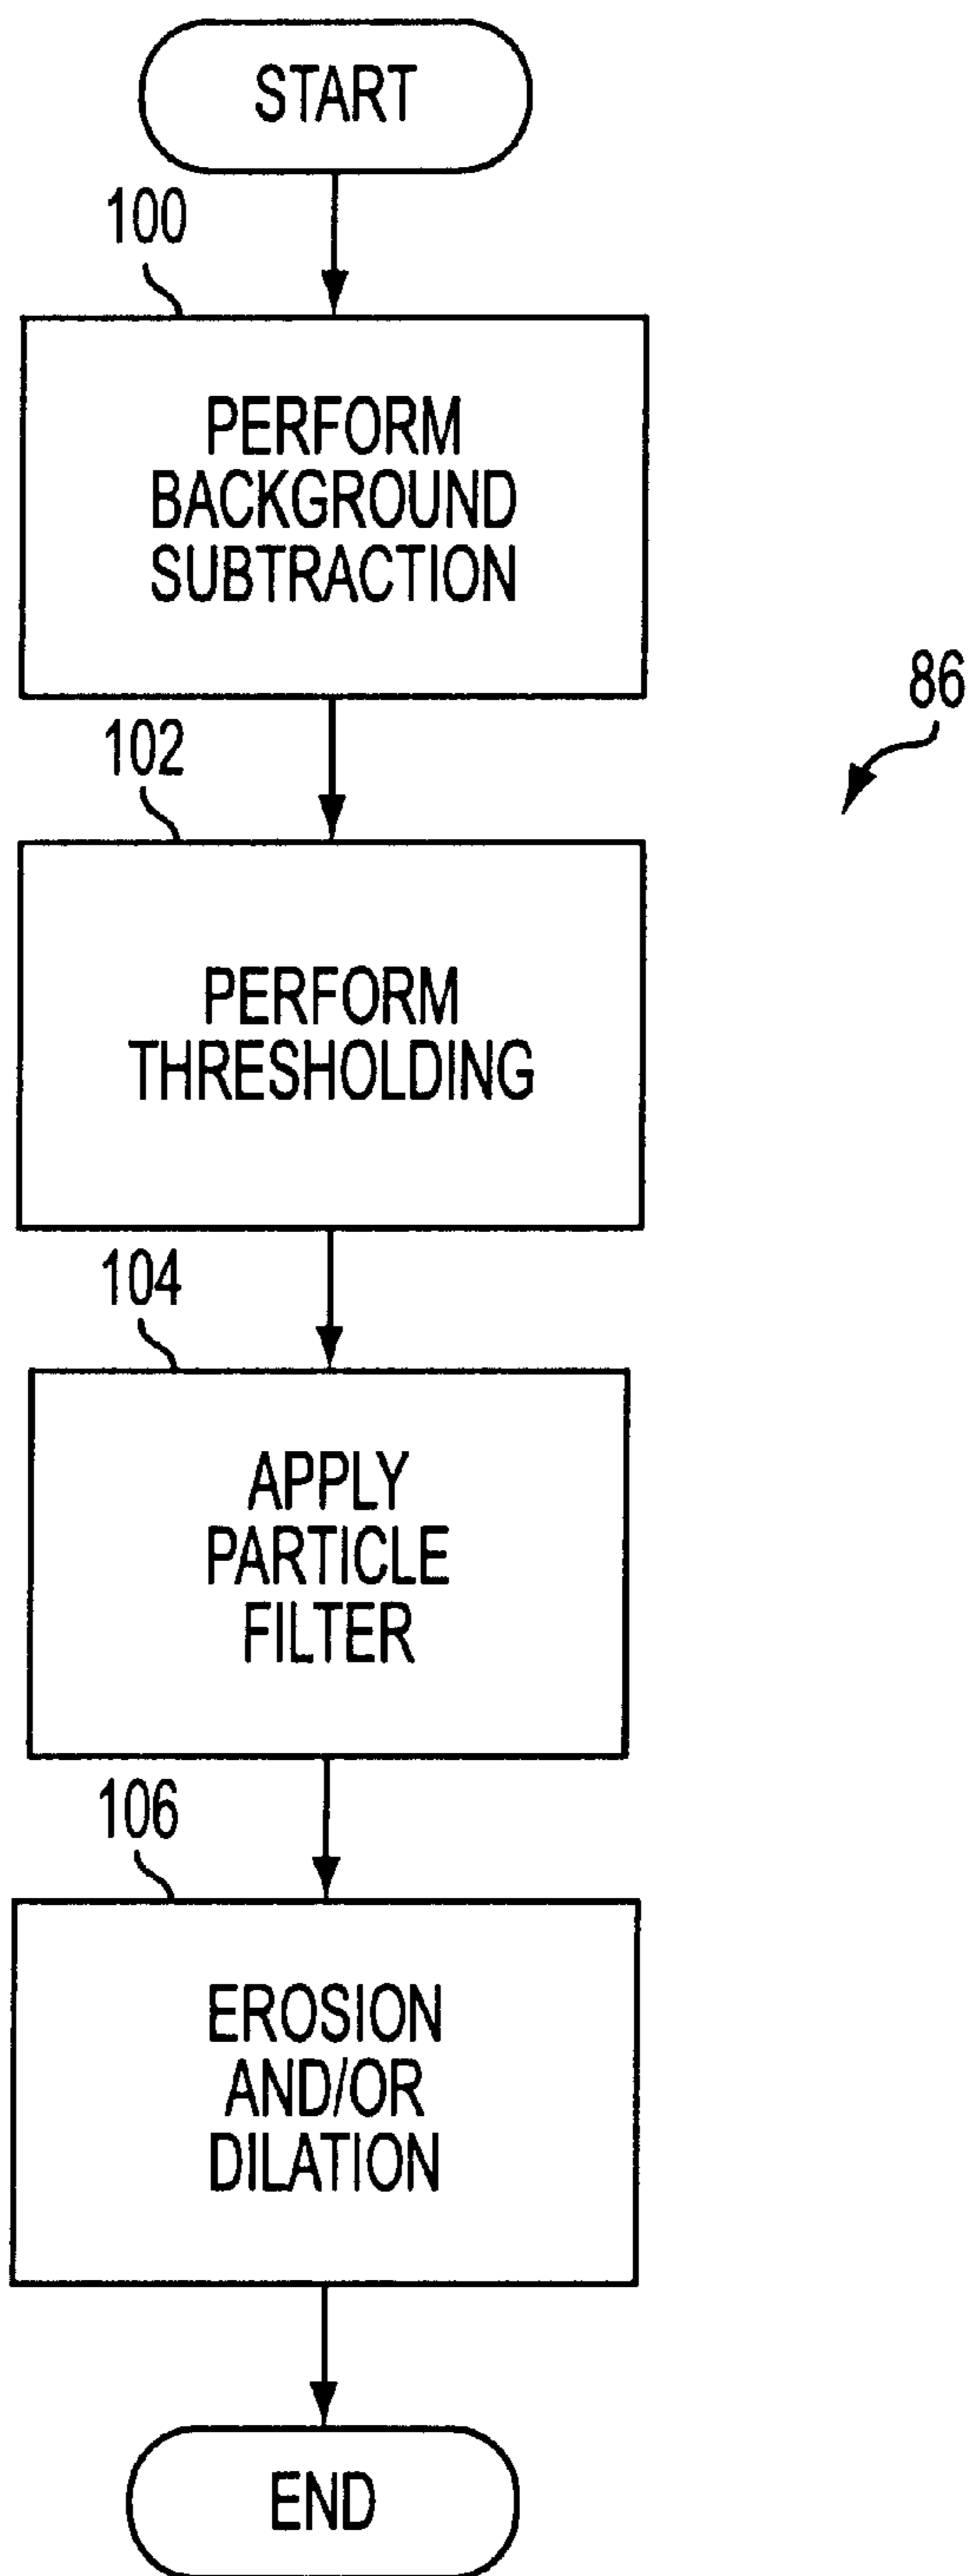 START
100
PERFORM
BACKGROUND
SUBTRACTION
86
102
PERFORM
THRESHOLDING
104
APPLY
PARTICLE
FILTER
106
EROSION
AND/OR
DILATION
END